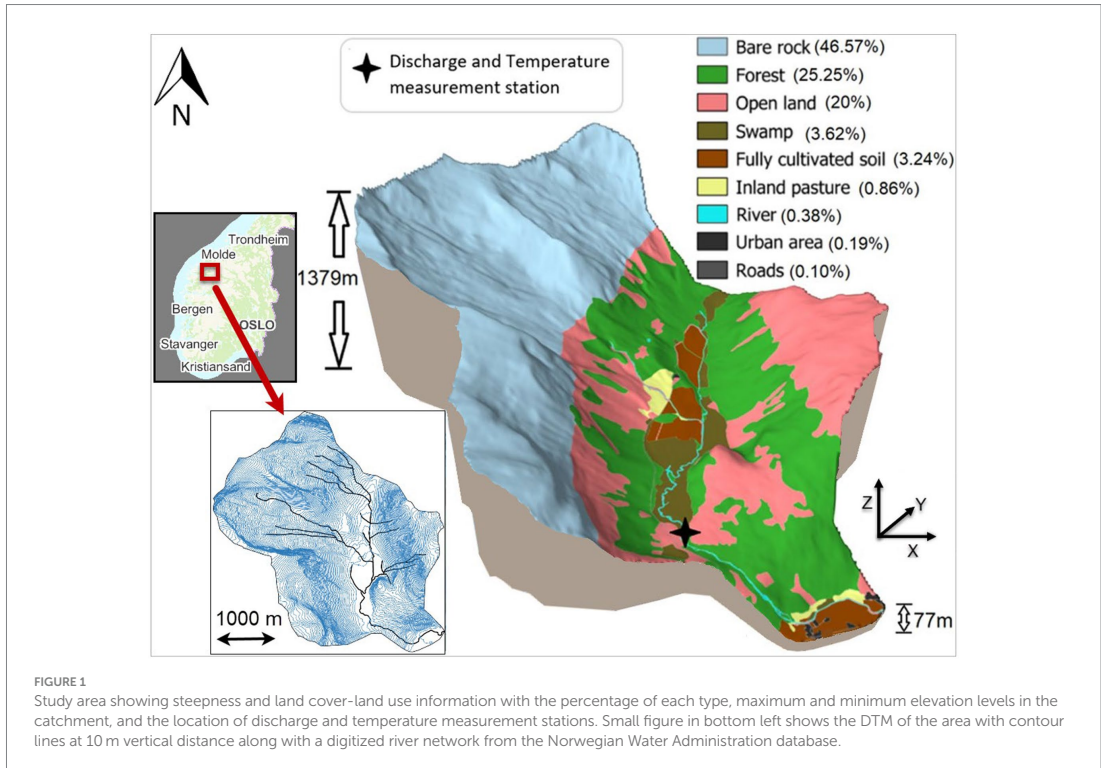 N
Discharge and Temperature
measurement station
Bare rock (46.57%)
Forest (25.25%)
Open land (20%)
Swamp (3.62%)
Fully cultivated soil (3.24%)
Inland pasture (0.86%)
River (0.38%)
Urban area (0.19%)
Roads (0.10%)
1379m
Trondheim
Molde
Bergen
OSLO
Stavanger
Kristiansand
1000 m
Z
Y
X
77m
FIGURE 1
Study area showing steepness and land cover-land use information with the percentage of each type, maximum and minimum elevation levels in the
catchment, and the location of discharge and temperature measurement stations. Small figure in bottom left shows the DTM of the area with contour
lines at 10 m vertical distance along with a digitized river network from the Norwegian Water Administration database.